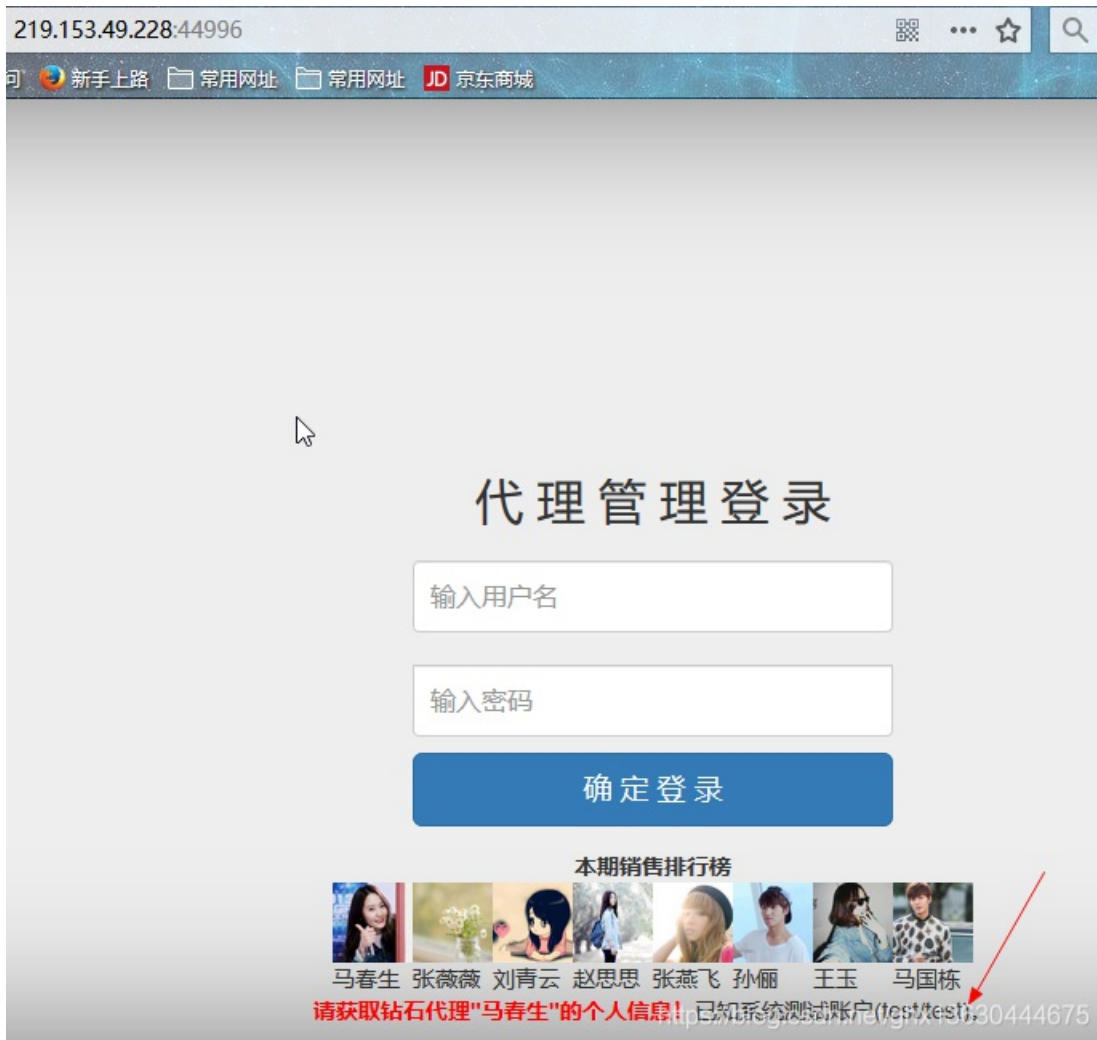 219.153.49.228:44996
问 新手上路 常用网址 常用网址 JD 京东商城
代理管理登录
输入用户名
输入密码
确定登录
本期销售排行榜
马春生 张薇薇 刘青云 赵思思 张燕飞 孙俪 王玉 马国栋
请获取钻石代理"马春生"的个人信息! 已知系统测试账户(test/test)。